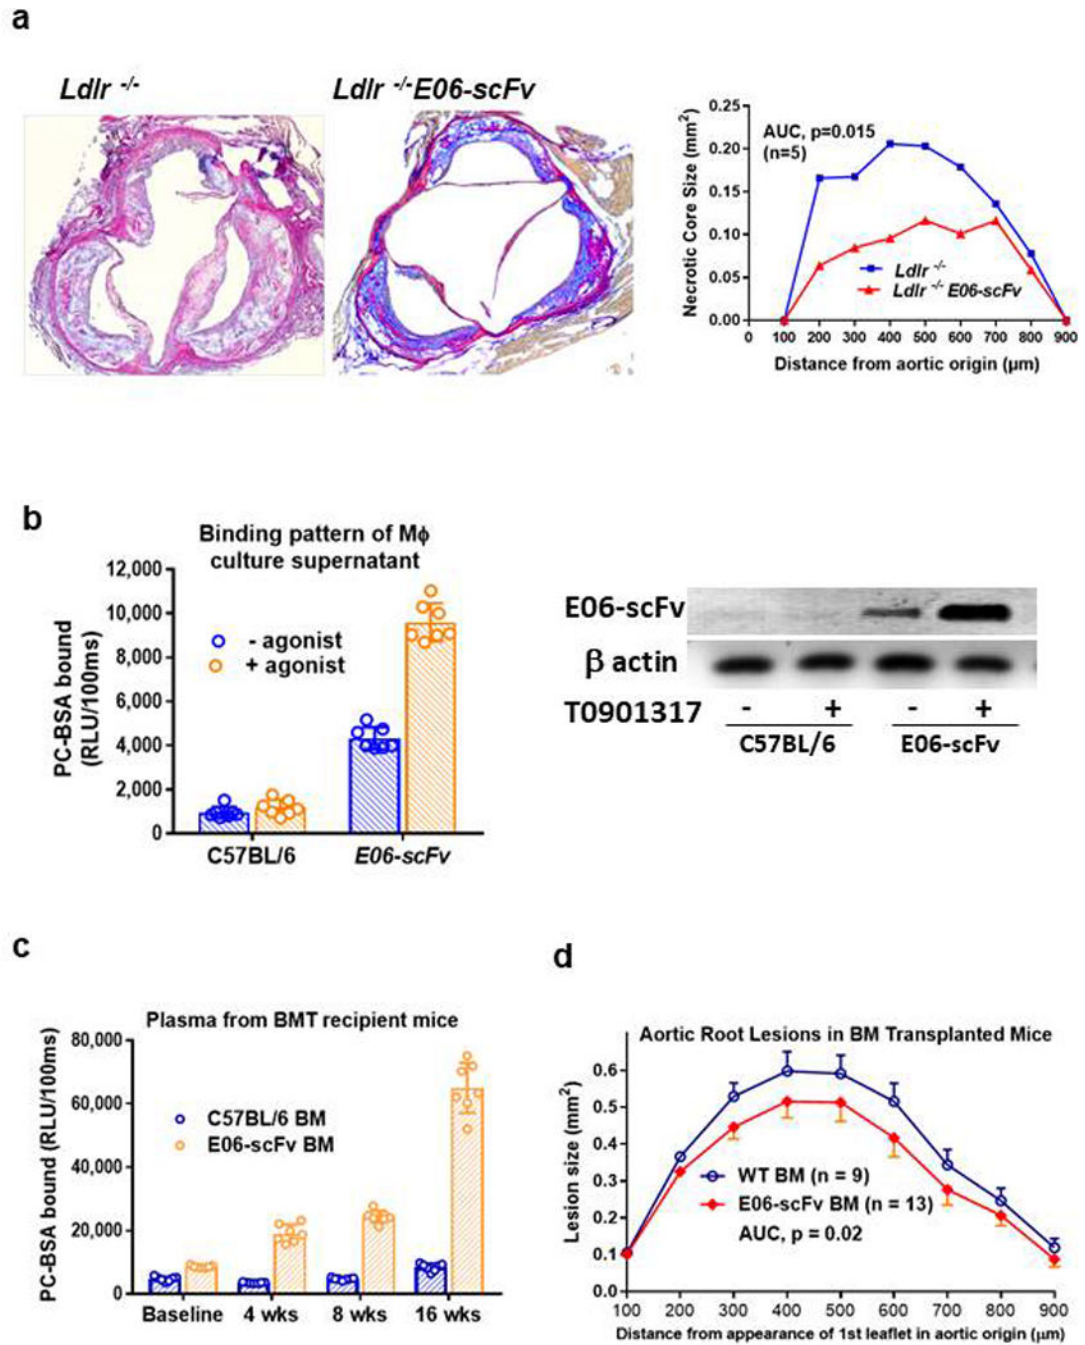 a
Ldlr -/-
Ldlr -/-E06-scFv
Necrotic Core Size (mm2)
0.25
0.20
0.15
0.10
0.05
0.00
AUC, p=0.015
(n=5)
Ldlr -/-
Ldlr -/- E06-scFv
0 100 200 300 400 500 600 700 800 900
Distance from aortic origin (µm)
b
Binding pattern of Mϕ
culture supernatant
PC-BSA bound
(RLU/100ms)
12,000
10,000
8,000
6,000
4,000
2,000
0
- agonist
+ agonist
C57BL/6 E06-scFv
E06-scFv
β actin
T0901317 - + - +
C57BL/6 E06-scFv
c
Plasma from BMT recipient mice
PC-BSA bound (RLU/100ms)
80,000
60,000
40,000
20,000
0
C57BL/6 BM
E06-scFv BM
Baseline 4 wks 8 wks 16 wks
d
Aortic Root Lesions in BM Transplanted Mice
Lesion size (mm2)
0.6
0.5
0.4
0.3
0.2
0.1
0.0
WT BM (n = 9)
E06-scFv BM (n = 13)
AUC, p = 0.02
100 200 300 400 500 600 700 800 900
Distance from appearance of 1st leaflet in aortic origin (µm)